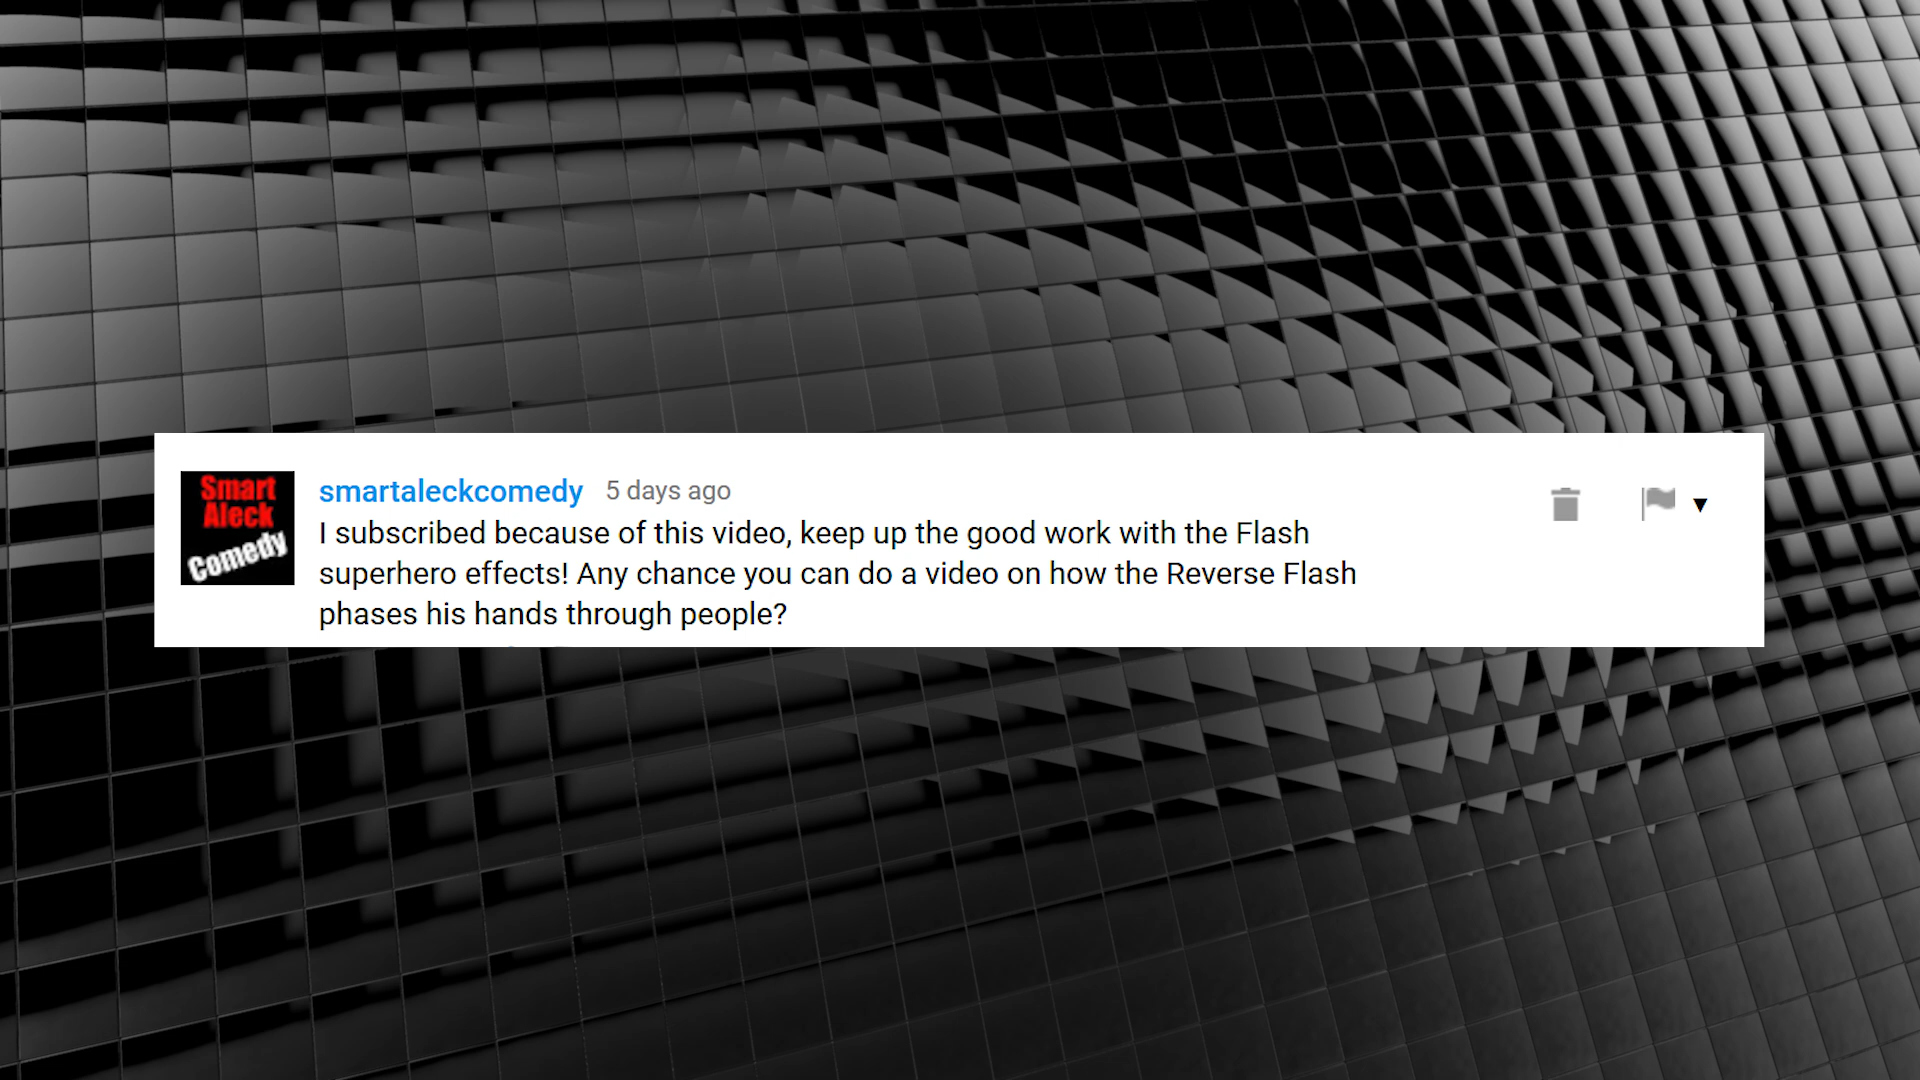 Smart
Aleck
Comedy
smartaleckcomedy 5 days ago
I subscribed because of this video, keep up the good work with the Flash
superhero effects! Any chance you can do a video on how the Reverse Flash
phases his hands through people?